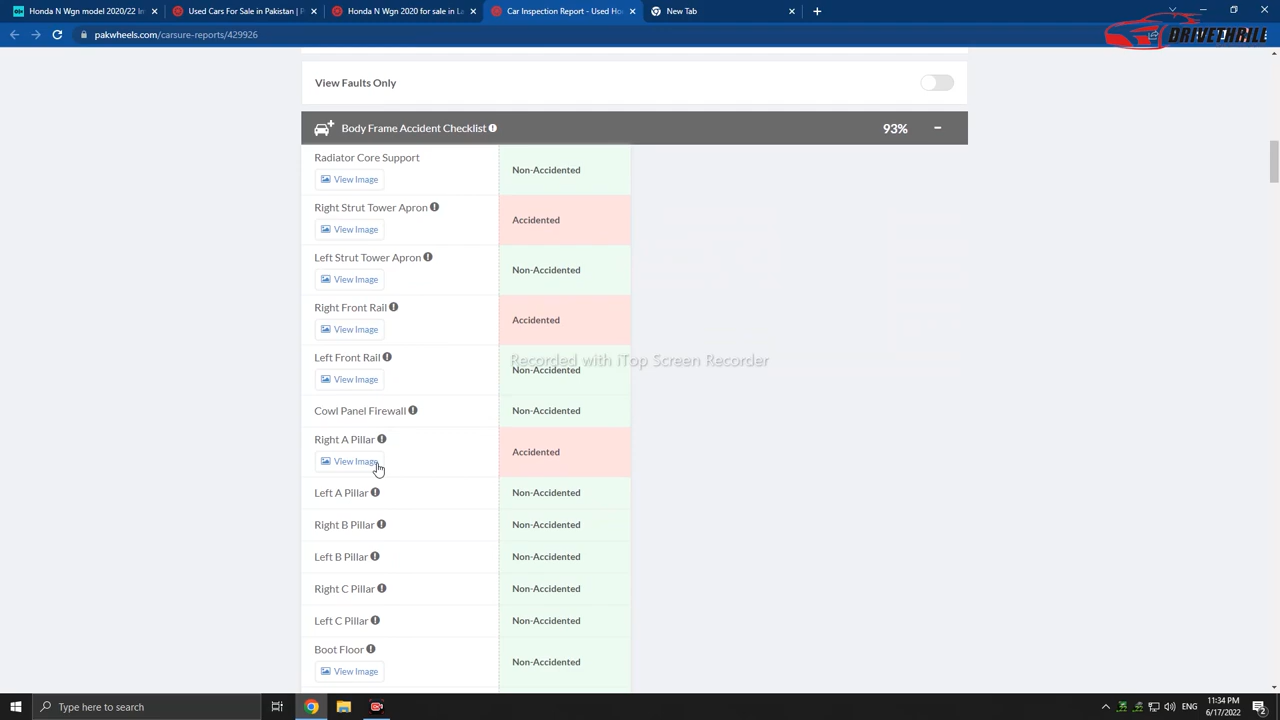 Honda N Wgn model 2020/22 Im
Used Cars For Sale in Pakistan | P
Honda N Wgn for sale in La
Car Inspection Report - Used Ho
New Tab
pakwheels.com/carsure-reports/429926
DRIVETHRILL
View Faults Only
Body Frame Accident Checklist
93%
Radiator Core Support
View Image
Non-Accidented
Right Strut Tower Apron
View Image
Accidented
Left Strut Tower Apron
View Image
Non-Accidented
Right Front Rail
View Image
Accidented
Recorded with iTop Screen Recorder
Left Front Rail
View Image
Non-Accidented
Cowl Panel Firewall
Non-Accidented
Right A Pillar
View Image
Accidented
Left A Pillar
Non-Accidented
Right B Pillar
Non-Accidented
Left B Pillar
Non-Accidented
Right C Pillar
Non-Accidented
Left C Pillar
Non-Accidented
Boot Floor
View Image
Non-Accidented
Type here to search
ENG
11:34 PM
6/17/2022